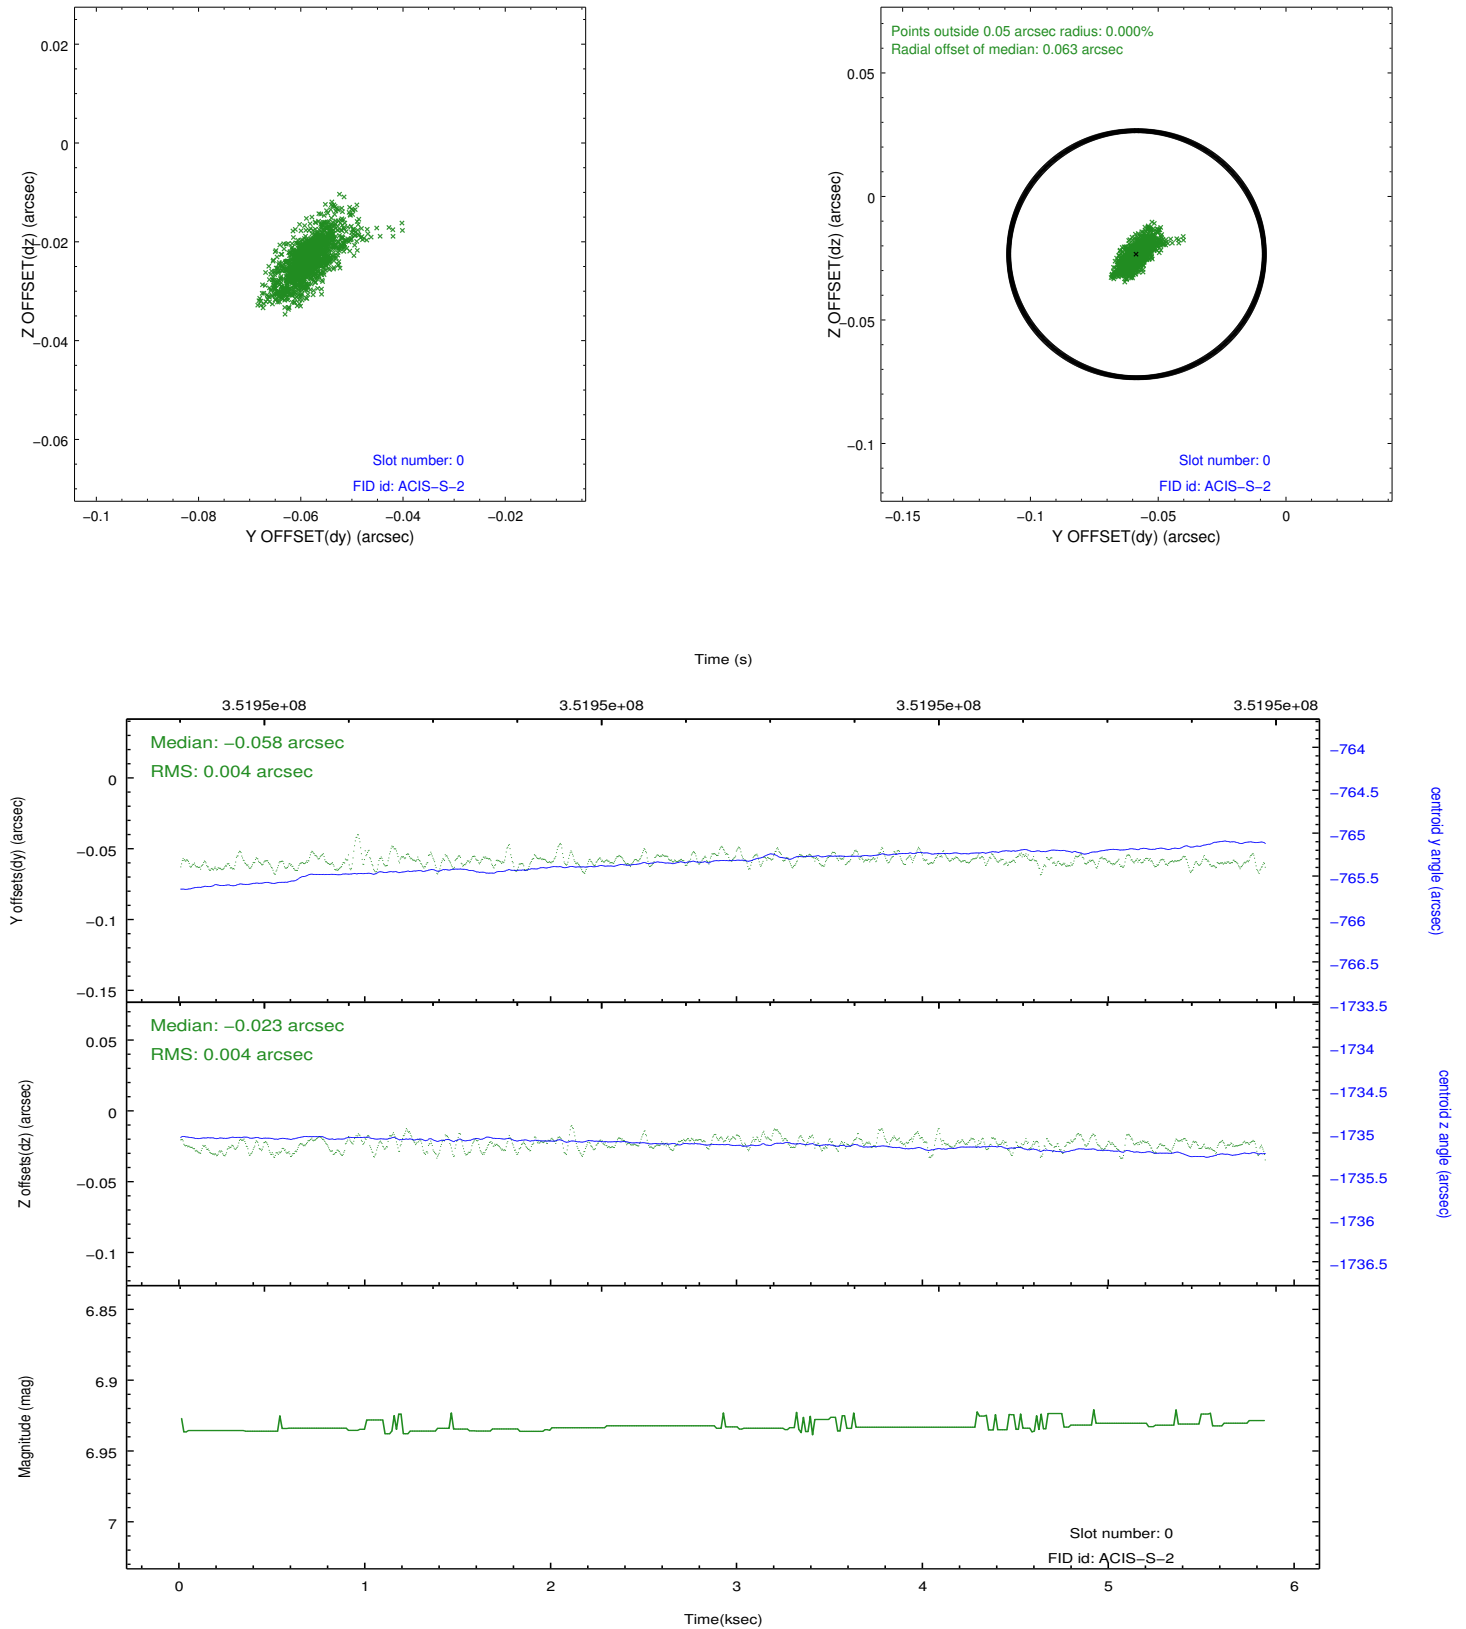 0.02
0
−0.02
−0.04
−0.06
Z OFFSET(dz) (arcsec)
Slot number: 0
FID id: ACIS−S−2
−0.1
−0.08
−0.06
−0.04
−0.02
Y OFFSET(dy) (arcsec)
Points outside 0.05 arcsec radius: 0.000%
Radial offset of median: 0.063 arcsec
0.05
0
−0.05
−0.1
Z OFFSET(dz) (arcsec)
Slot number: 0
FID id: ACIS−S−2
−0.15
−0.1
−0.05
0
Y OFFSET(dy) (arcsec)
Time (s)
3.5195e+08
3.5195e+08
3.5195e+08
3.5195e+08
Median: −0.058 arcsec
RMS: 0.004 arcsec
0
−0.05
−0.1
−0.15
Y offsets(dy) (arcsec)
−764
−764.5
−765
−765.5
−766
−766.5
centroid y angle (arcsec)
Median: −0.023 arcsec
RMS: 0.004 arcsec
0.05
0
−0.05
−0.1
Z offsets(dz) (arcsec)
−1733.5
−1734
−1734.5
−1735
−1735.5
−1736
−1736.5
centroid z angle (arcsec)
6.85
6.9
6.95
7
Magnitude (mag)
Slot number: 0
FID id: ACIS−S−2
0
1
2
3
4
5
6
Time(ksec)